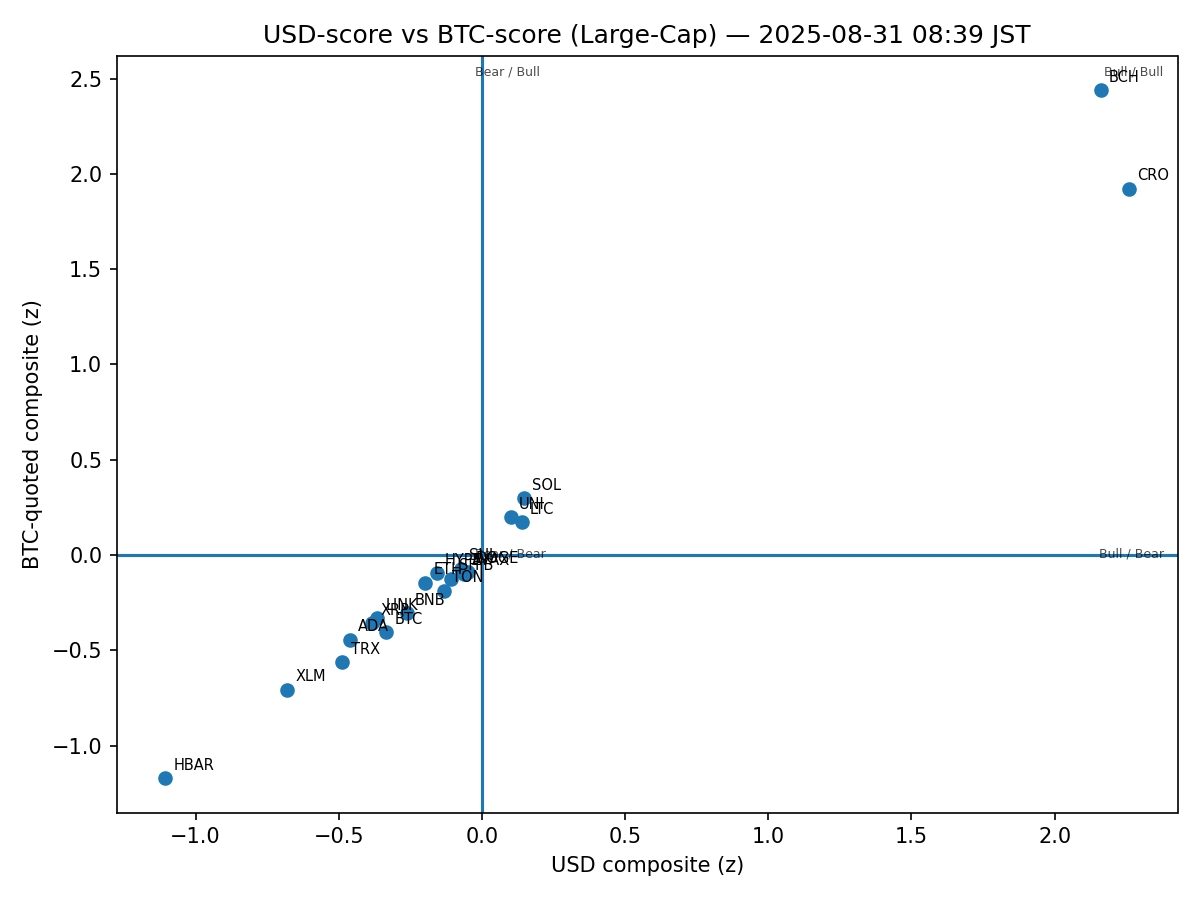 USD-score vs BTC-score (Large-Cap) — 2025-08-31 08:39 JST
Bear / Bull
Bull / Bull
BCH
CRO
SOL
UNI
LTC
Bull / Bear
ETH
TON
BNB
LINK
XRP
BTC
ADA
TRX
XLM
HBAR
2.5
2.0
1.5
1.0
0.5
0.0
−0.5
−1.0
BTC-quoted composite (z)
−1.0
−0.5
0.0
0.5
1.0
1.5
2.0
USD composite (z)